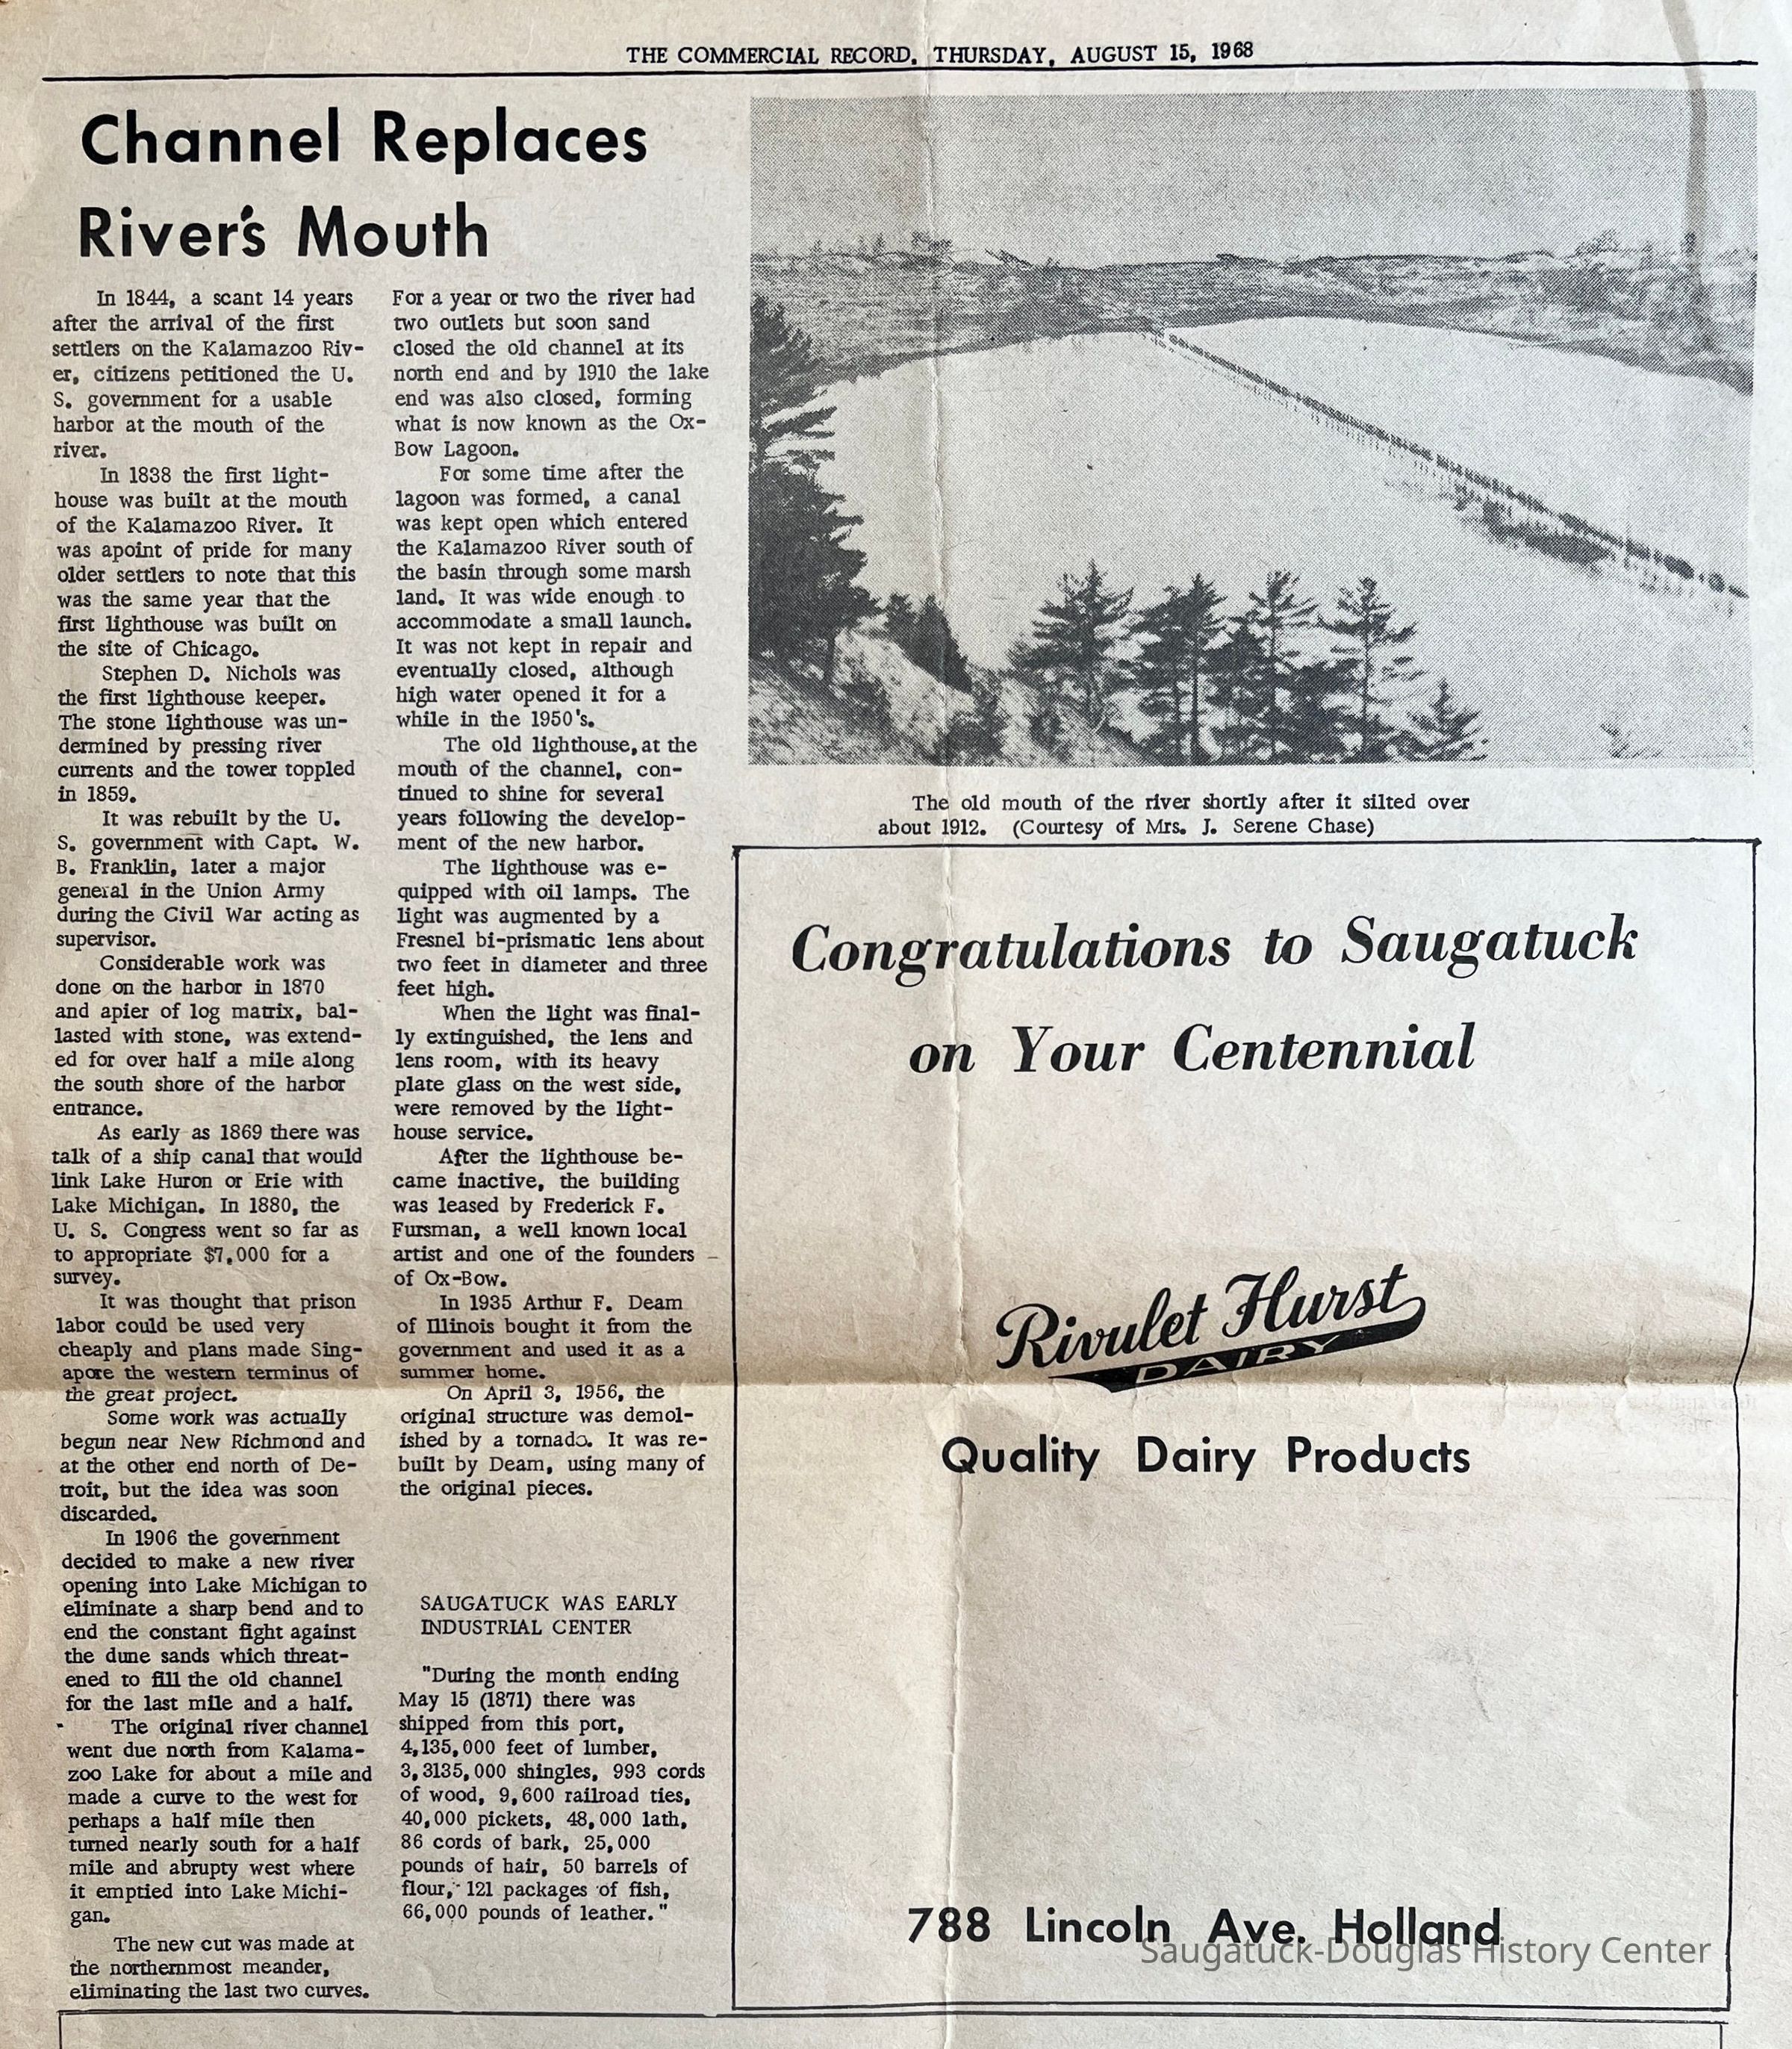 THE COMMERCIAL RECORD, THURSDAY, AUGUST 15, 1968
Channel Replaces
River's Mouth
In 1844, a scant 14 years
after the arrival of the first
settlers on the Kalamazoo Riv-
er, citizens petitioned the U.
S. government for a usable
harbor at the mouth of the
river.
In 1838 the first light-
house was built at the mouth
of the Kalamazoo River. It
was apoint of pride for many
older settlers to note that this
was the same year that the
first lighthouse was built on
the site of Chicago.
Stephen D. Nichols was
the first lighthouse keeper.
The stone lighthouse was un-
dermined by pressing river
currents and the tower toppled
in 1859.
It was rebuilt by the U.
S. government with Capt. W.
B. Franklin, later a major
general in the Union Army
during the Civil War acting as
supervisor.
Considerable work was
done on the harbor in 1870
and apier of log matrix, bal-
lasted with stone, was extend-
ed for over half a mile along
the south shore of the harbor
entrance.
As early as 1869 there was
talk of a ship canal that would
link Lake Huron or Erie with
Lake Michigan. In 1880, the
U. S. Congress went so far as
to appropriate $7,000 for a
survey.
It was thought that prison
labor could be used very
cheaply and plans made Sing-
apore the western terminus of
the great project.
Some work was actually
begun near New Richmond and
at the other end north of De-
troit, but the idea was soon
discarded.
In 1906 the government
decided to make a new river
opening into Lake Michigan to
eliminate a sharp bend and to
end the constant fight against
the dune sands which threat-
ened to fill the old channel
for the last mile and a half.
The original river channel
went due north from Kalama-
zoo Lake for about a mile and
made a curve to the west for
perhaps a half mile then
turned nearly south for a half
mile and abrupty west where
it emptied into Lake Michi-
gan.
The new cut was made at
the northernmost meander,
eliminating the last two curves.
For a year or two the river had
two outlets but soon sand
closed the old channel at its
north end and by 1910 the lake
end was also closed, forming
what is now known as the Ox-
Bow Lagoon.
For some time after the
lagoon was formed, a canal
was kept open which entered
the Kalamazoo River south of
the basin through some marsh
land. It was wide enough to
accommodate a small launch.
It was not kept in repair and
eventually closed, although
high water opened it for a
while in the 1950's.
The old lighthouse, at the
mouth of the channel, con-
tinued to shine for several
years following the develop-
ment of the new harbor.
The lighthouse was e-
quipped with oil lamps. The
light was augmented by a
Fresnel bi-prismatic lens about
two feet in diameter and three
feet high.
When the light was final-
ly extinguished, the lens and
lens room, with its heavy
plate glass on the west side,
were removed by the light-
house service.
After the lighthouse be-
came inactive, the building
was leased by Frederick F.
Fursman, a well known local
artist and one of the founders
of Ox-Bow.
In 1935 Arthur F. Deam
of Illinois bought it from the
government and used it as a
summer home.
On April 3, 1956, the
original structure was demol-
ished by a tornado. It was re-
built by Deam, using many of
the original pieces.
SAUGATUCK WAS EARLY
INDUSTRIAL CENTER
"During the month ending
May 15 (1871) there was
shipped from this port,
4,135,000 feet of lumber,
3,3135,000 shingles, 993 cords
of wood, 9,600 railroad ties,
40,000 pickets, 48,000 lath,
86 cords of bark, 25,000
pounds of hair, 50 barrels of
flour, 121 packages of fish,
66,000 pounds of leather."
The old mouth of the river shortly after it silted over
about 1912. (Courtesy of Mrs. J. Serene Chase)
Congratulations to Saugatuck
on Your Centennial
Rivulet Hurst
DAIRY
Quality Dairy Products
788 Lincoln Ave. Holland
Saugatuck-Douglas History Center